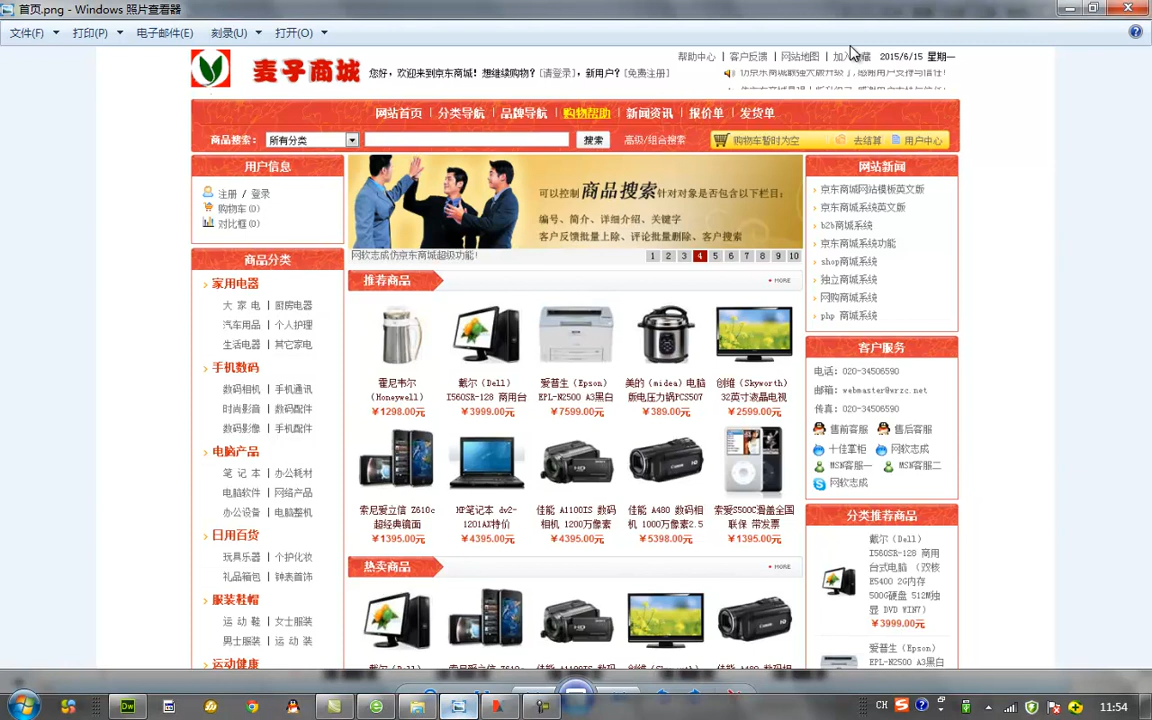 首页.png - Windows 照片查看器
文件(F) 打印(P) 电子邮件(E) 刻录(U) 打开(O)
帮助中心 | 客户反馈 | 网站地图 | 2015/6/15 星期一
麦子商城
您好，欢迎来到京东商城！想继续购物？[请登录]，新用户？[免费注册]
网站首页 | 分类导航 | 品牌导航 | 购物帮助 | 新闻资讯 | 报价单 | 发货单
商品搜索： 所有分类 搜索 高级/组合搜索 购物车暂时为空 去结算 用户中心
用户信息
注册 / 登录
购物车(0)
对比框(0)
商品分类
家用电器
大 家 电 | 厨房电器
汽车用品 | 个人护理
生活电器 | 其它家电
手机数码
数码相机 | 手机通讯
时尚影音 | 数码配件
数码影像 | 手机配件
电脑产品
笔 记 本 | 办公耗材
电脑软件 | 网络产品
办公设备 | 电脑整机
日用百货
玩具乐器 | 个护化妆
礼品箱包 | 钟表首饰
服装鞋帽
运 动 鞋 | 女士服装
男士服装 | 运 动 装
运动健康
可以控制 商品搜索 针对对象是否包含以下栏目：
编号、简介、详细介绍、关键字
客户反馈批量上除、评论批量删除、客户搜索
网软志成仿京东商城超级功能！
1 2 3 4 5 6 7 8 9 10
推荐商品 MORE
霍尼韦尔
(Honeywell)
￥1298.00元
戴尔（Dell）
I560SR-128 商用台
￥3999.00元
爱普生（Epson）
EPL-N2500 A3黑白
￥7599.00元
美的（midea）电脑
版电压力锅PCS507
￥389.00元
创维（Skyworth）
32英寸液晶电视
￥2599.00元
索尼爱立信 Z610c
超经典镜面
￥1395.00元
HP笔记本 dv2-
1201AX特价
￥4395.00元
佳能 A1100IS 数码
相机 1200万像素
￥4395.00元
佳能 A480 数码相
机 1000万像素2.5
￥5398.00元
索爱S500C滑盖全国
联保 带发票
￥1395.00元
热卖商品 MORE
网站新闻
京东商城网站模板英文版
京东商城系统英文版
b2b商城系统
京东商城系统功能
shop商城系统
独立商城系统
网购商城系统
php 商城系统
客户服务
电话：020-34506590
邮箱：webmaster@wrzc.net
传真：020-34506590
售前客服 售后客服
十佳掌柜 网软志成
MSN客服一 MSN客服二
网软志成
分类推荐商品
戴尔（Dell）
I560SR-128 商用
台式电脑 （双核
E5400 2G内存
500G硬盘 512M独
显 DVD WIN7）
￥3999.00元
爱普生（Epson）
EPL-N2500 A3黑白
CH 11:54